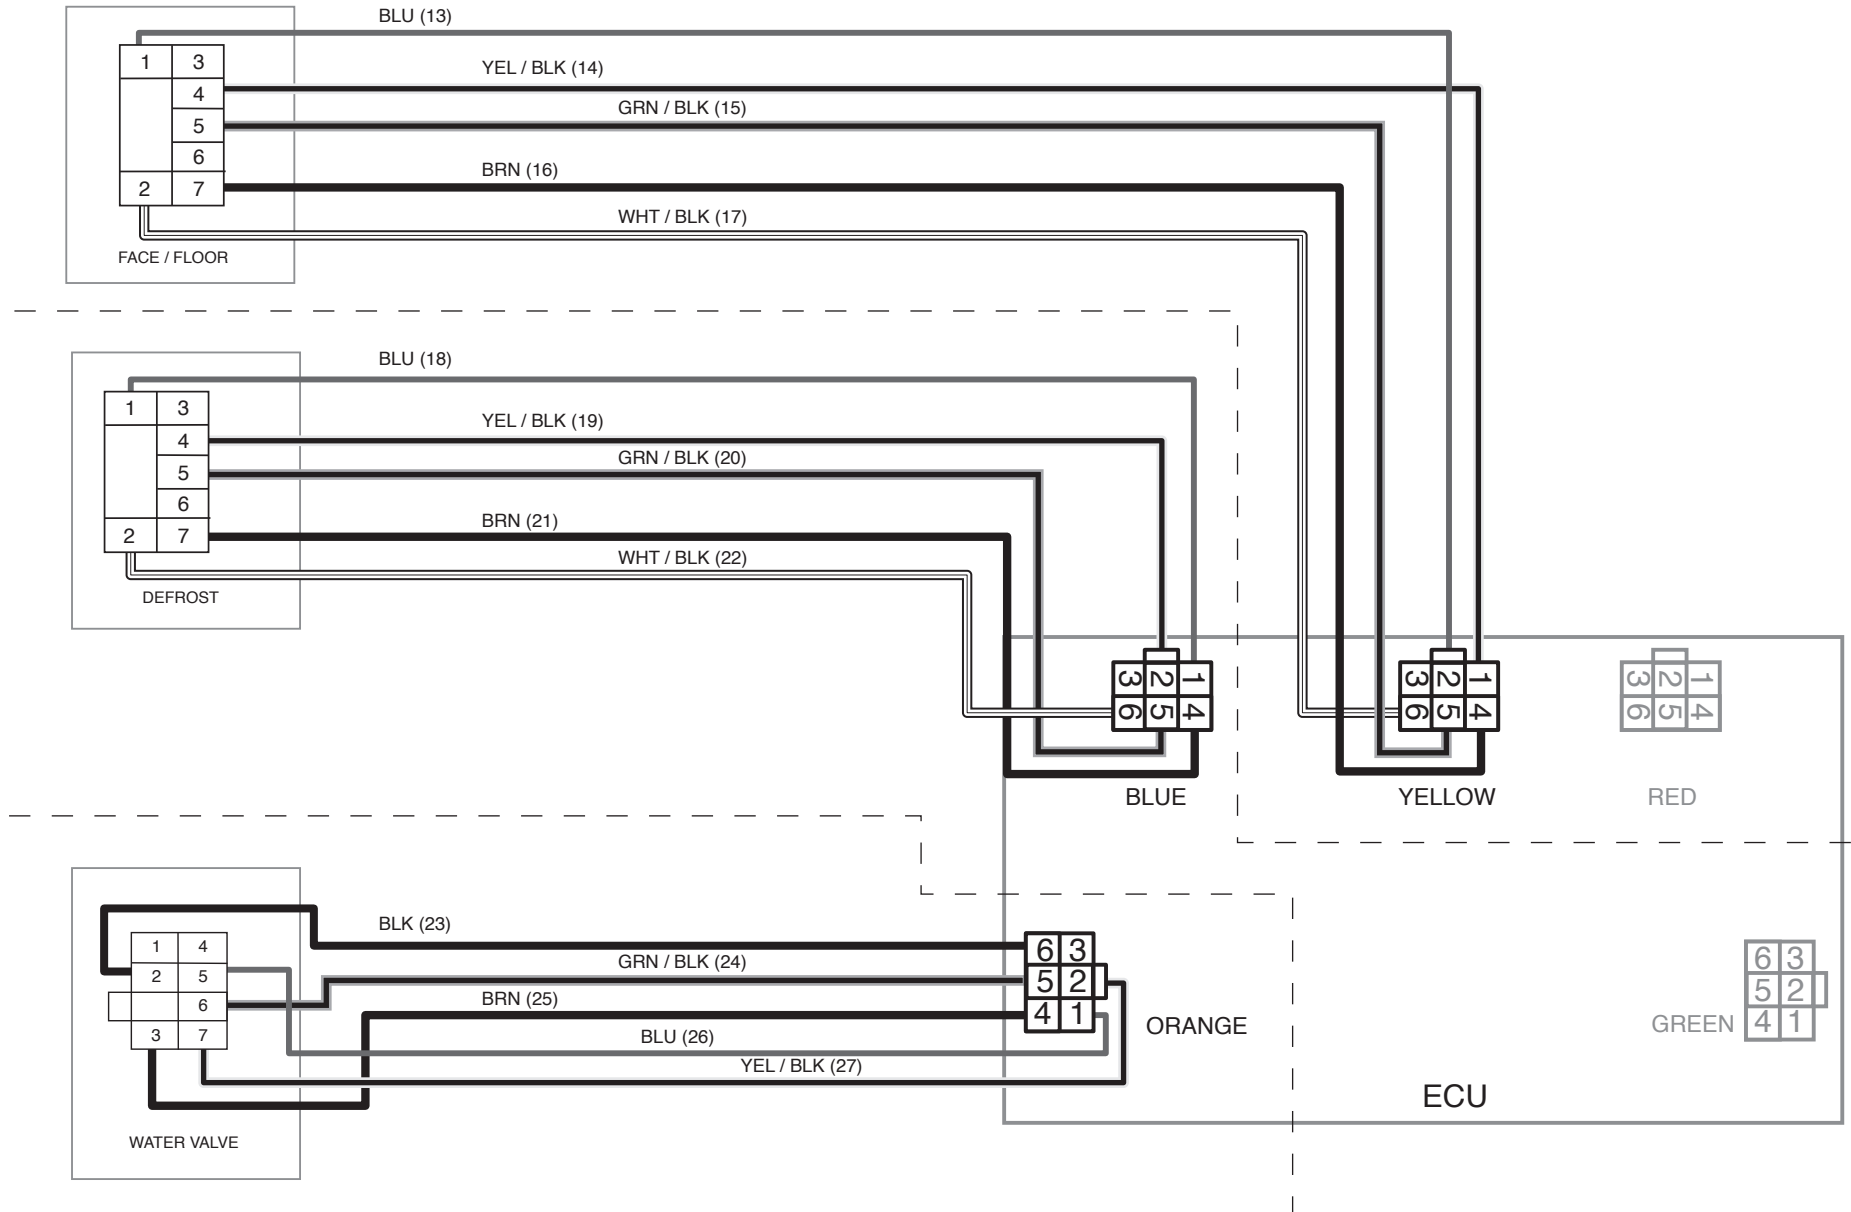 BLU (13)
1 3
YEL / BLK (14)
4
GRN / BLK (15)
5
6
BRN (16)
2 7
WHT / BLK (17)
FACE / FLOOR
BLU (18)
1 3
YEL / BLK (19)
4
GRN / BLK (20)
5
6
BRN (21)
2 7
WHT / BLK (22)
DEFROST
3 2 1
6 5 4
BLUE
3 2 1
6 5 4
YELLOW
3 2 1
6 5 4
RED
BLK (23)
1 4
2 5
GRN / BLK (24)
6
BRN (25)
3 7
BLU (26)
YEL / BLK (27)
WATER VALVE
6 3
5 2
4 1
ORANGE
6 3
5 2
GREEN 4 1
ECU